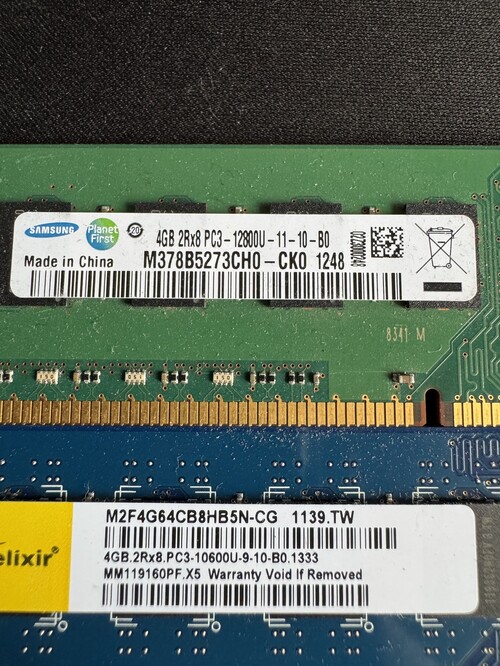 SAMSUNG
Planet First
20
4GB 2Rx8 PC3-12800U-11-10-B0
Made in China
M378B5273CH0-CK0 1248
8341 M
M2F4G64CB8HB5N-CG 1139.TW
elixir®
4GB.2Rx8.PC3-10600U-9-10-B0.1333
MM119160PF.X5 Warranty Void If Removed